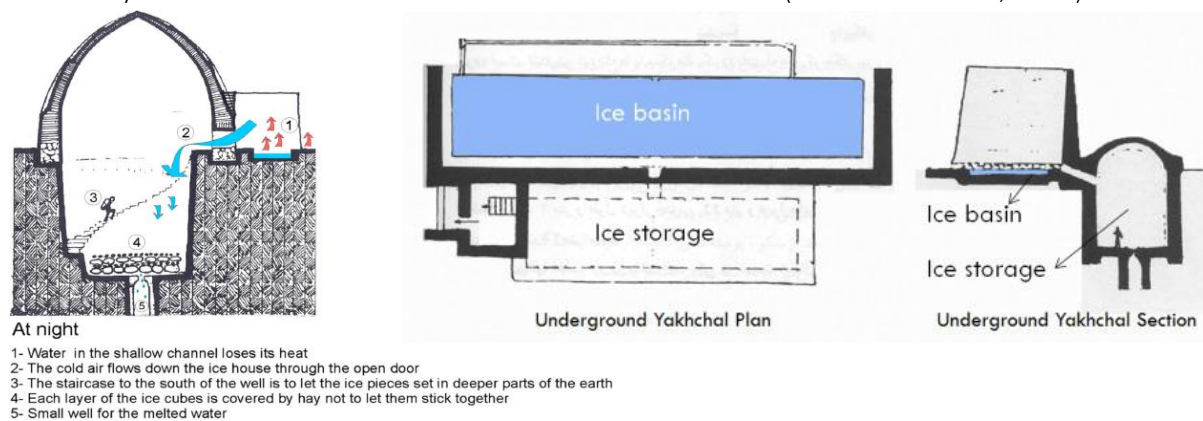 1
2
3
4
5
At night
1- Water in the shallow channel loses its heat
2- The cold air flows down the ice house through the open door
3- The staircase to the south of the well is to let the ice pieces set in deeper parts of the earth
4- Each layer of the ice cubes is covered by hay not to let them stick together
5- Small well for the melted water
Ice basin
Ice storage
Underground Yakhchal Plan
Ice basin
Ice storage
Underground Yakhchal Section